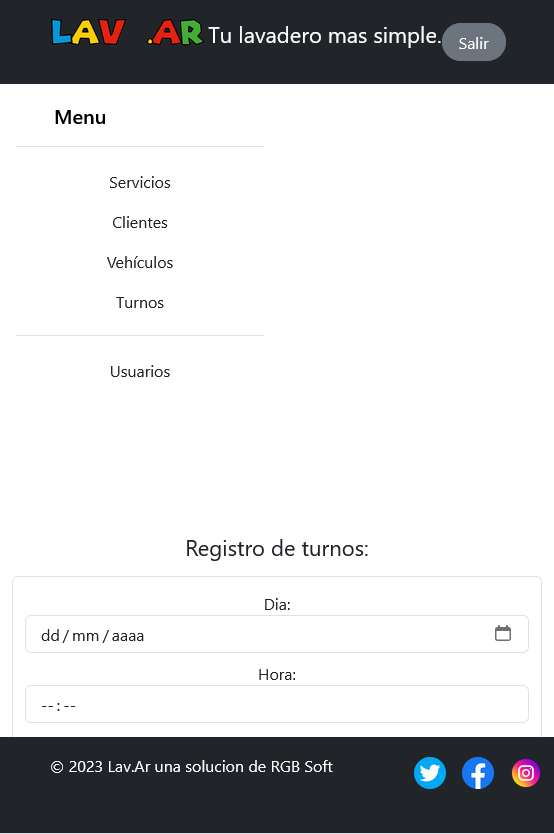 LAV .AR Tu lavadero mas simple. Salir
Menu
Servicios
Clientes
Vehículos
Turnos
Usuarios
Registro de turnos:
Dia:
dd/mm/aaaa
Hora:
--:--
© 2023 Lav.Ar una solucion de RGB Soft